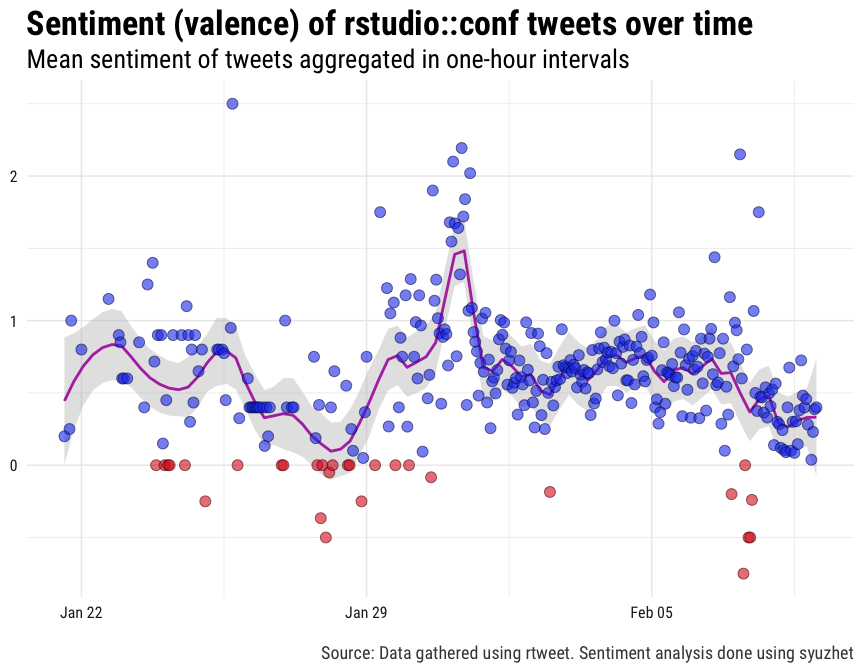 Sentiment (valence) of rstudio::conf tweets over time
Mean sentiment of tweets aggregated in one-hour intervals
2
1
0
Jan 22
Jan 29
Feb 05
Source: Data gathered using rtweet. Sentiment analysis done using syuzhet